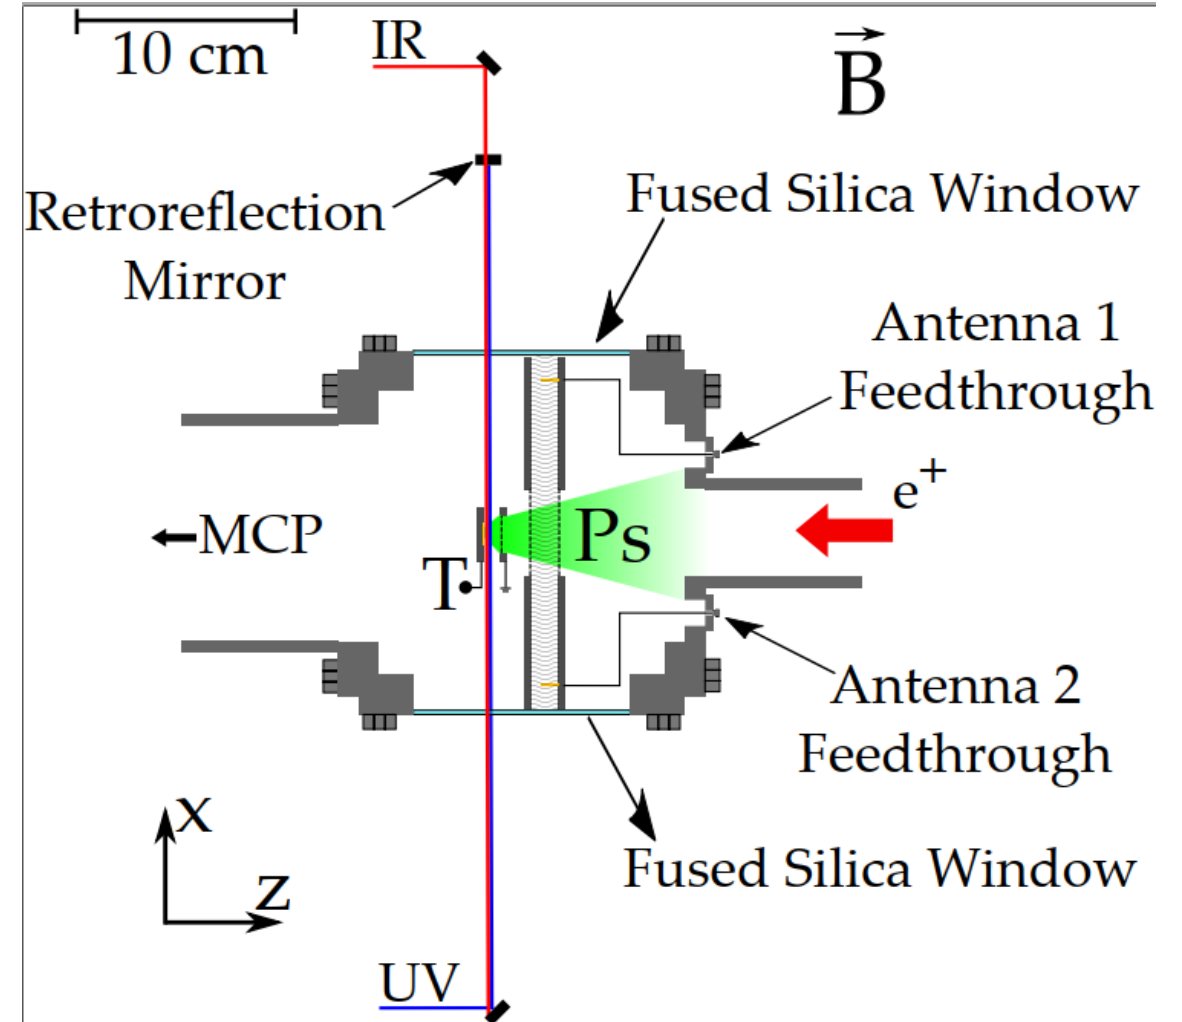 IR
10 cm
B
Retroreflection
Mirror
Fused Silica Window
Antenna 1
Feedthrough
e+
MCP
Ps
T
Antenna 2
Feedthrough
x
z
Fused Silica Window
UV